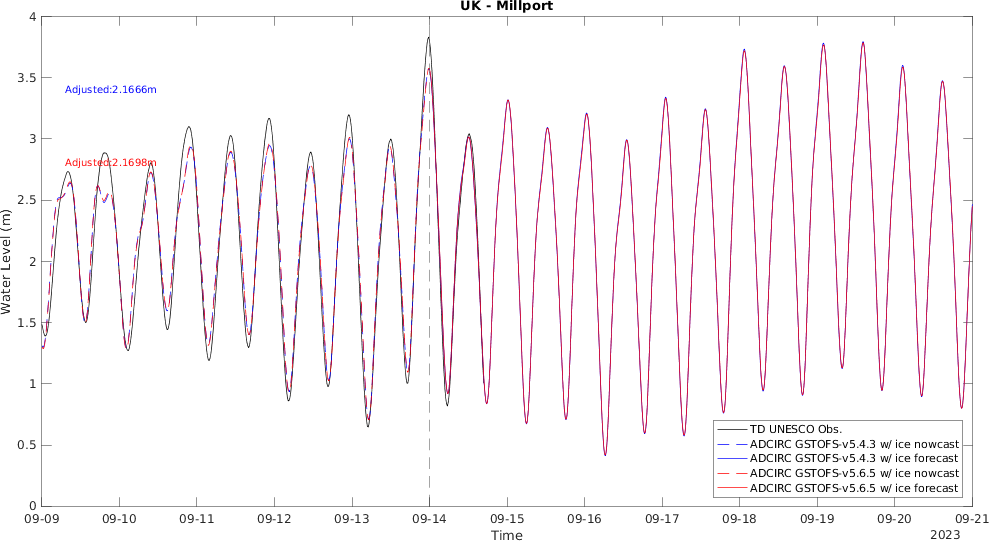 UK - Millport
4
3.5
3
2.5
2
1.5
1
0.5
0
Water Level (m)
Adjusted:2.1666m
Adjusted:2.1698m
TD UNESCO Obs.
ADCIRC GSTOFS-v5.4.3 w/ ice nowcast
ADCIRC GSTOFS-v5.4.3 w/ ice forecast
ADCIRC GSTOFS-v5.6.5 w/ ice nowcast
ADCIRC GSTOFS-v5.6.5 w/ ice forecast
09-09 09-10 09-11 09-12 09-13 09-14 09-15 09-16 09-17 09-18 09-19 09-20 09-21
Time
2023